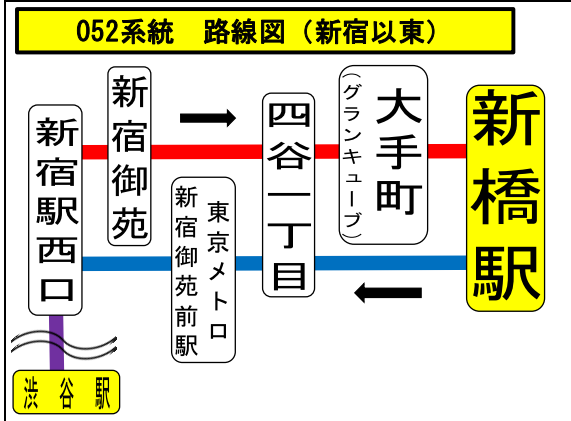 052系統　路線図（新宿以東）
新宿駅西口
新宿御苑
東京メトロ
新宿御苑前駅
四谷一丁目
大手町
（グランキューブ）
新橋駅
渋谷駅